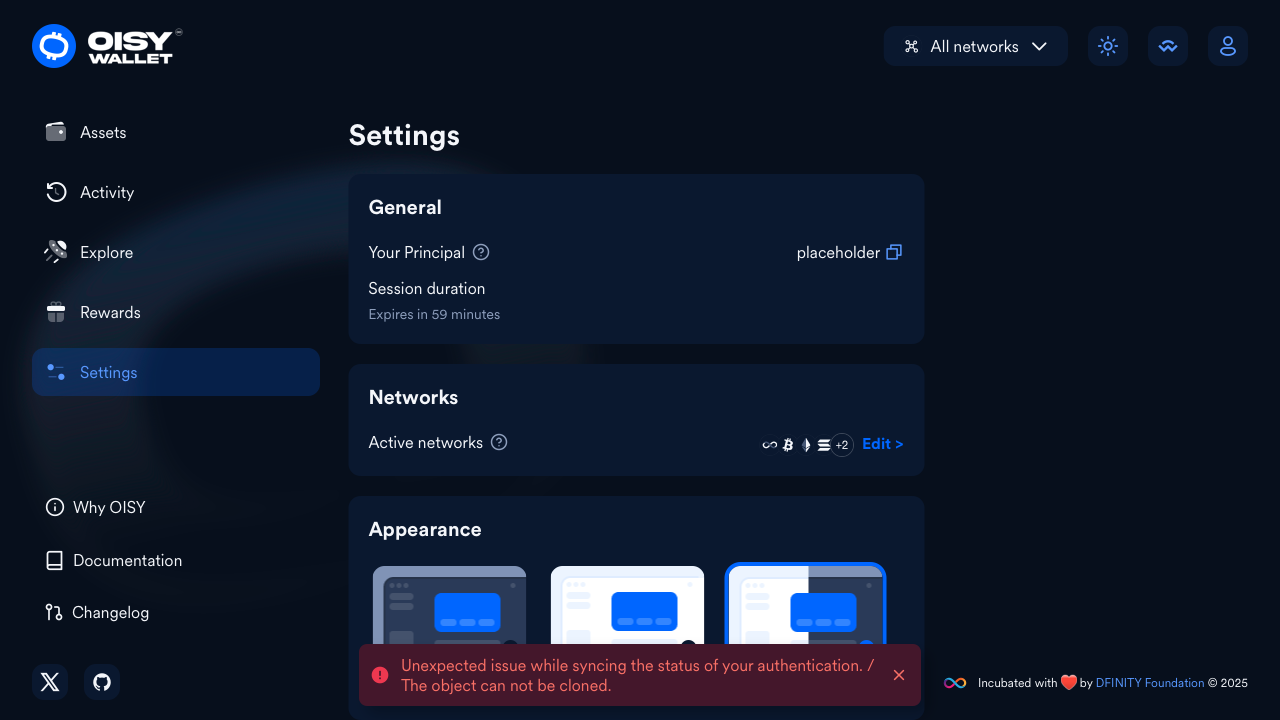 OISY
WALLET
All networks
Assets
Activity
Explore
Rewards
Settings
Why OISY
Documentation
Changelog
Settings
General
Your Principal
placeholder
Session duration
Expires in 59 minutes
Networks
Active networks
+2
Edit >
Appearance
Unexpected issue while syncing the status of your authentication. /
The object can not be cloned.
Incubated with ❤️ by DFINITY Foundation © 2025